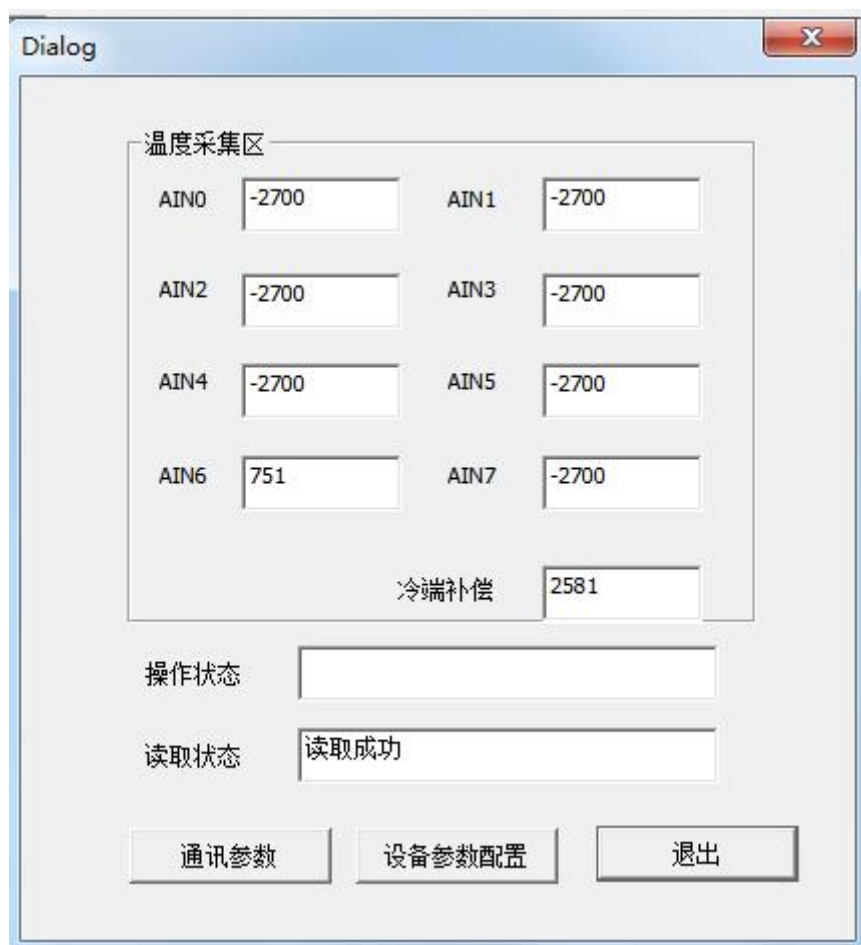 Dialog
温度采集区
AIN0 -2700 AIN1 -2700
AIN2 -2700 AIN3 -2700
AIN4 -2700 AIN5 -2700
AIN6 751 AIN7 -2700
冷端补偿 2581
操作状态
读取状态 读取成功
通讯参数 设备参数配置 退出